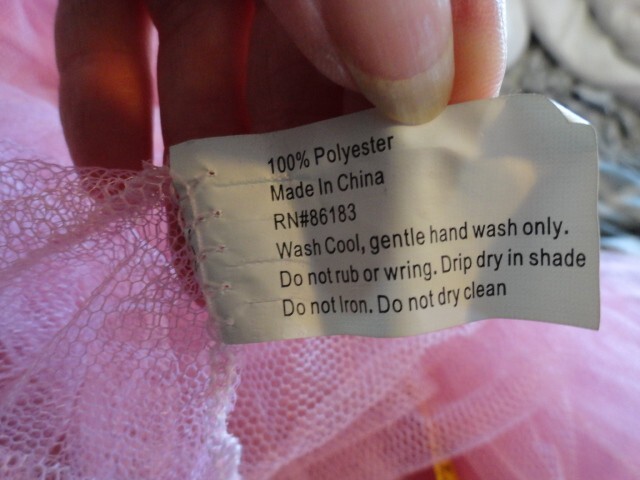 100% Polyester
Made In China
RN#86183
Wash Cool, gentle hand wash only.
Do not rub or wring. Drip dry in shade
Do not Iron. Do not dry clean